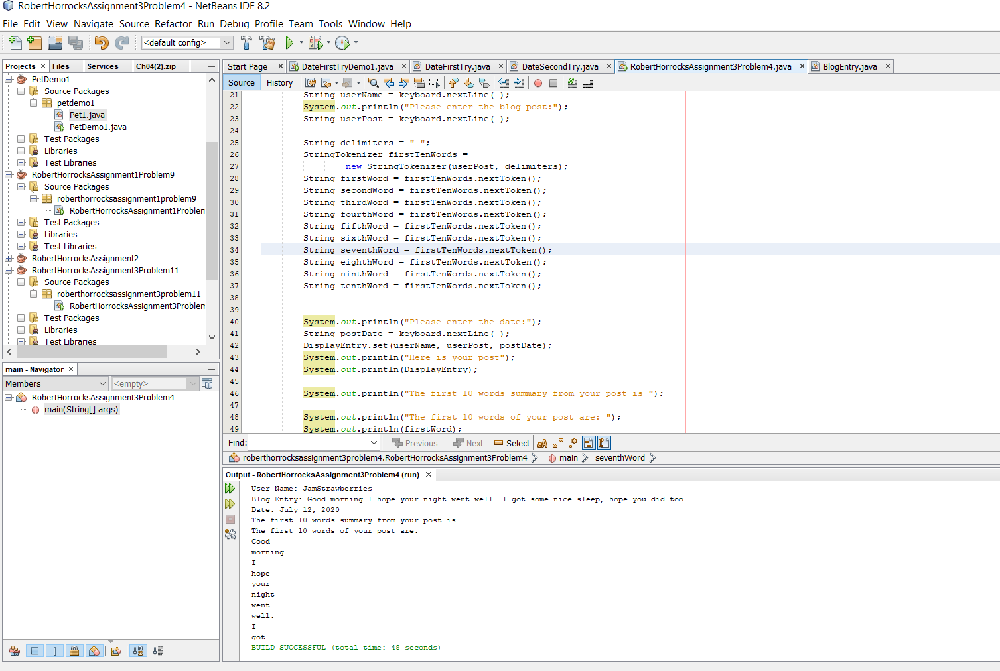 RobertHorrocksAssignment3Problem4 - NetBeans IDE 8.2
File Edit View Navigate Source Refactor Run Debug Profile Team Tools Window Help
<default config>
Projects Files Services Ch04(2).zip
PetDemo1
Source Packages
petdemo1
Pet1.java
PetDemo1.java
Test Packages
Libraries
Test Libraries
RobertHorrocksAssignment1Problem9
Source Packages
roberthorrocksassignment1problem9
RobertHorrocksAssignment1Problem
Test Packages
Libraries
Test Libraries
RobertHorrocksAssignment2
RobertHorrocksAssignment3Problem11
Source Packages
roberthorrocksassignment3problem11
RobertHorrocksAssignment3Problem
Test Packages
Libraries
Test Libraries
main - Navigator
Members <empty>
RobertHorrocksAssignment3Problem4
main(String[] args)
Start Page DateFirstTryDemo1.java DateFirstTry.java DateSecondTry.java RobertHorrocksAssignment3Problem4.java BlogEntry.java
Source History
21 String userName = keyboard.nextLine( );
22 System.out.println("Please enter the blog post:");
23 String userPost = keyboard.nextLine( );
24
25 String delimiters = " ";
26 StringTokenizer firstTenWords =
27 new StringTokenizer(userPost, delimiters);
28 String firstWord = firstTenWords.nextToken();
29 String secondWord = firstTenWords.nextToken();
30 String thirdWord = firstTenWords.nextToken();
31 String fourthWord = firstTenWords.nextToken();
32 String fifthWord = firstTenWords.nextToken();
33 String sixthWord = firstTenWords.nextToken();
34 String seventhWord = firstTenWords.nextToken();
35 String eighthWord = firstTenWords.nextToken();
36 String ninthWord = firstTenWords.nextToken();
37 String tenthWord = firstTenWords.nextToken();
38
39
40 System.out.println("Please enter the date:");
41 String postDate = keyboard.nextLine( );
42 DisplayEntry.set(userName, userPost, postDate);
43 System.out.println("Here is your post");
44 System.out.println(DisplayEntry);
45
46 System.out.println("The first 10 words summary from your post is ");
47
48 System.out.println("The first 10 words of your post are: ");
49 System.out.println(firstWord);
Find: Previous Next Select
roberthorrocksassignment3problem4.RobertHorrocksAssignment3Problem4 main seventhWord
Output - RobertHorrocksAssignment3Problem4 (run)
User Name: JamStrawberries
Blog Entry: Good morning I hope your night went well. I got some nice sleep, hope you did too.
Date: July 12, 2020
The first 10 words summary from your post is
The first 10 words of your post are:
Good
morning
I
hope
your
night
went
well.
I
got
BUILD SUCCESSFUL (total time: 48 seconds)